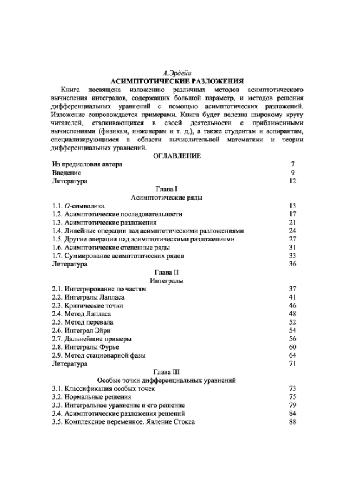 А.Эрдейи
АСИМПТОТИЧЕСКИЕ РАЗЛОЖЕНИЯ
Книга посвящена изложению различных методов асимптотического
вычисления интегралов, содержащих большой параметр, и методов решения
дифференциальных уравнений с помощью асимптотических разложений.
Изложение сопровождается примерами. Книга будет полезна широкому кругу
читателей, сталкивающихся в своей деятельности с приближенными
вычислениями (физикам, инженерам и т. д.), а также студентам и аспирантам,
специализирующимся в области вычислительной математики и теории
дифференциальных уравнений.
ОГЛАВЛЕНИЕ
Из предисловия автора 7
Введение 9
Литература 12
Глава I
Асимптотические ряды
1.1. О-символика. 13
1.2. Асимптотические последовательности 17
1.3. Асимптотические разложения 21
1.4. Линейные операции над асимптотическими разложениями 24
1.5. Другие операции над асимптотическими разложениями 27
1.6. Асимптотические степенные ряды 31
1.7. Суммирование асимптотических рядов 33
Литература 36
Глава II
Интегралы
2.1. Интегрирование по частям 37
2.2. Интегралы Лапласа 41
2.3. Критические точки 46
2.4. Метод Лапласа 48
2.5. Метод перевала 52
2.6. Интеграл Эйри 54
2.7. Дальнейшие примеры 56
2.8. Интегралы Фурье 60
2.9. Метод стационарной фазы 64
Литература 71
Глава III
Особые точки дифференциальных уравнений
3.1. Классификация особых точек 73
3.2. Нормальные решения 75
3.3. Интегральное уравнение и его решение 79
3.4. Асимптотические разложения решений 84
3.5. Комплексное переменное. Явление Стокса 88